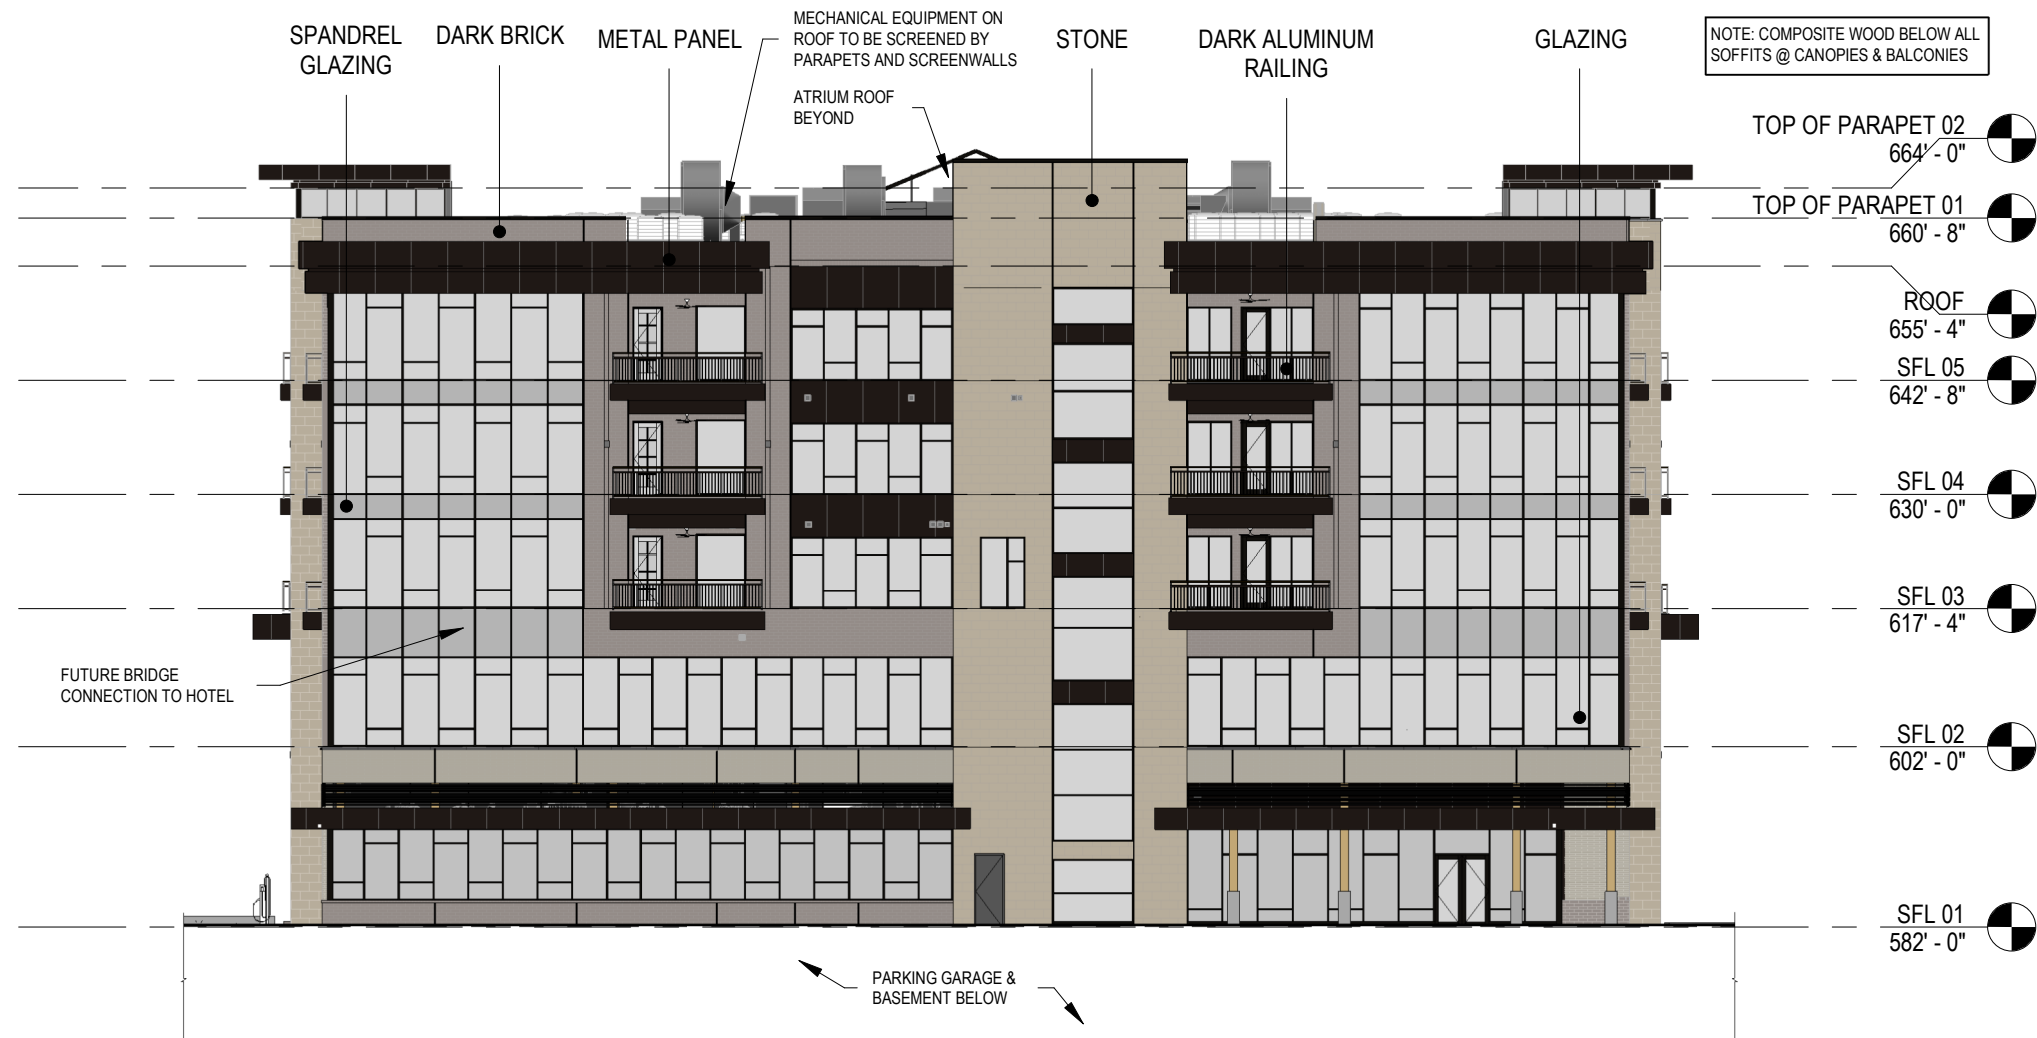 SPANDREL
GLAZING
DARK BRICK
METAL PANEL
MECHANICAL EQUIPMENT ON
ROOF TO BE SCREENED BY
PARAPETS AND SCREENWALLS
ATRIUM ROOF
BEYOND
STONE
DARK ALUMINUM
RAILING
GLAZING
NOTE: COMPOSITE WOOD BELOW ALL
SOFFITS @ CANOPIES & BALCONIES
TOP OF PARAPET 02
664' - 0"
TOP OF PARAPET 01
660' - 8"
ROOF
655' - 4"
SFL 05
642' - 8"
SFL 04
630' - 0"
SFL 03
617' - 4"
FUTURE BRIDGE
CONNECTION TO HOTEL
SFL 02
602' - 0"
SFL 01
582' - 0"
PARKING GARAGE &
BASEMENT BELOW